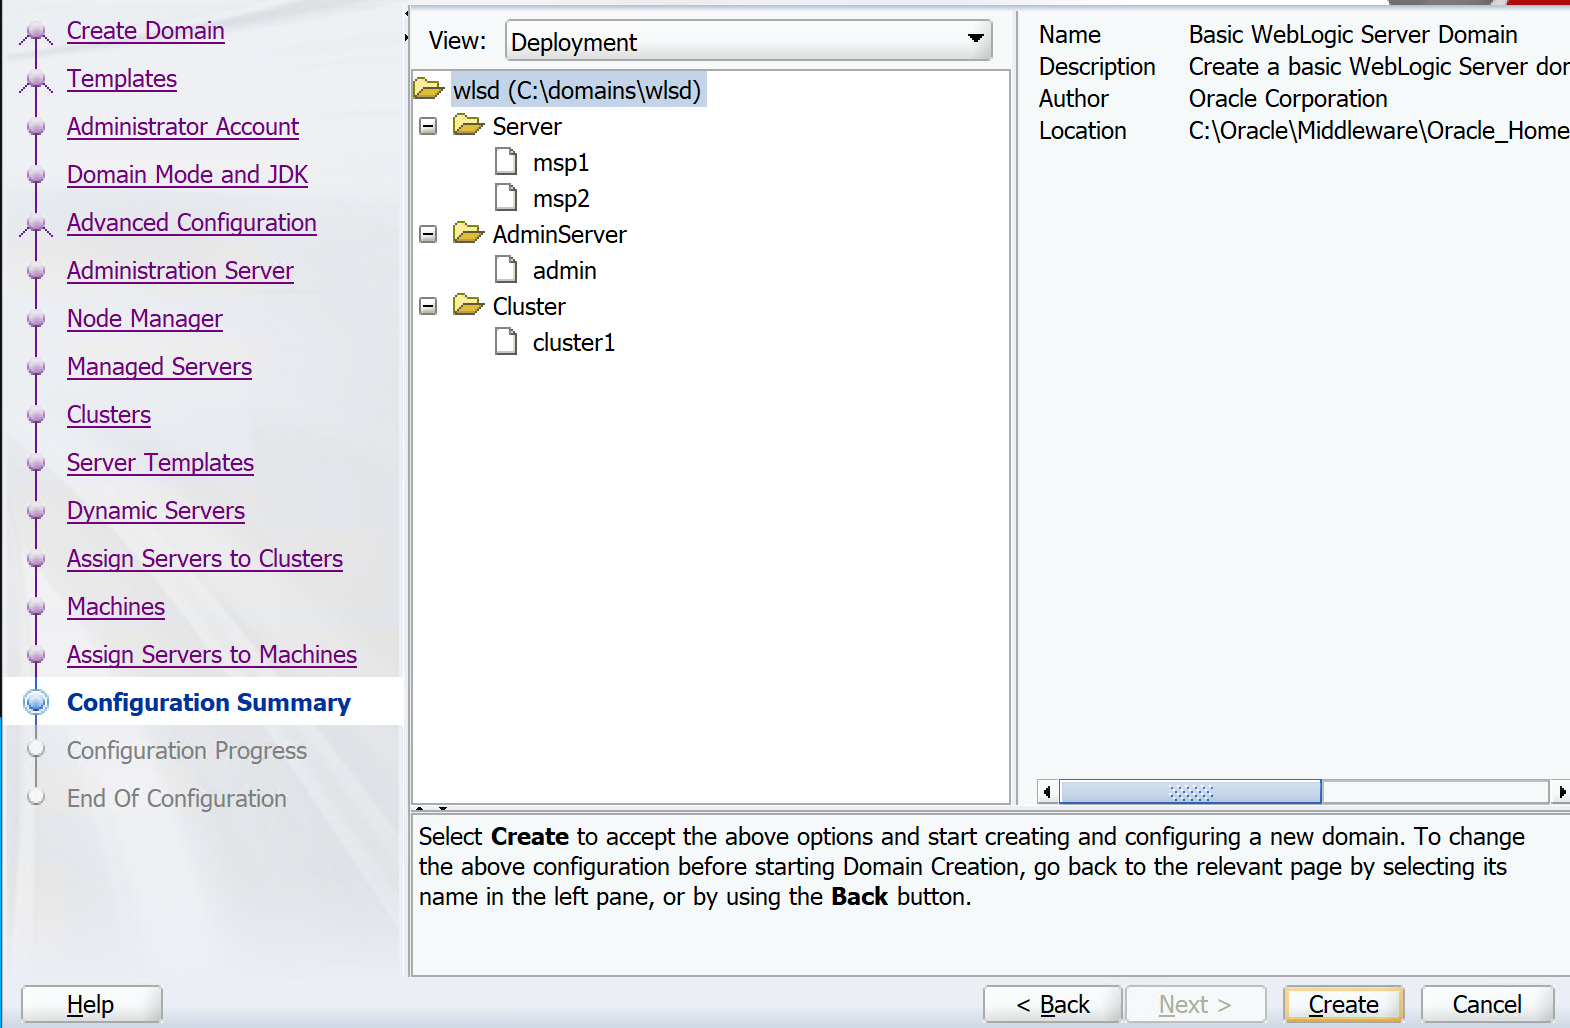 Create Domain
Templates
Administrator Account
Domain Mode and JDK
Advanced Configuration
Administration Server
Node Manager
Managed Servers
Clusters
Server Templates
Dynamic Servers
Assign Servers to Clusters
Machines
Assign Servers to Machines
Configuration Summary
Configuration Progress
End Of Configuration
View: Deployment
wlsd (C:\domains\wlsd)
Server
msp1
msp2
AdminServer
admin
Cluster
cluster1
Name Basic WebLogic Server Domain
Description Create a basic WebLogic Server dor
Author Oracle Corporation
Location C:\Oracle\Middleware\Oracle_Home
Select Create to accept the above options and start creating and configuring a new domain. To change
the above configuration before starting Domain Creation, go back to the relevant page by selecting its
name in the left pane, or by using the Back button.
Help
< Back
Next >
Create
Cancel